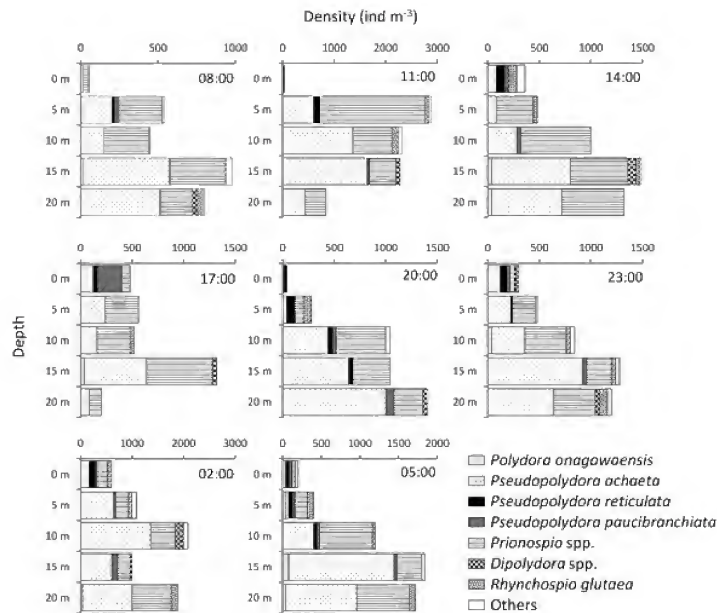 Density (ind m⁻³)
0 500 1000
0 m
5 m
10 m
15 m
20 m
08:00
0 500 1000 1500 2000 2500 3000
0 m
5 m
10 m
15 m
20 m
11:00
0 500 1000 1500
0 m
5 m
10 m
15 m
20 m
14:00
Depth
0 500 1000 1500
0 m
5 m
10 m
15 m
20 m
17:00
0 500 1000 1500
0 m
5 m
10 m
15 m
20 m
20:00
0 500 1000 1500
0 m
5 m
10 m
15 m
20 m
23:00
0 1000 2000 3000
0 m
5 m
10 m
15 m
20 m
02:00
0 500 1000 1500 2000
0 m
5 m
10 m
15 m
20 m
05:00
Polydora onagawaensis
Pseudopolydora achaeta
Pseudopolydora reticulata
Pseudopolydora paucibranchiata
Prionospio spp.
Dipolydora spp.
Rhynchospio glutaea
Others